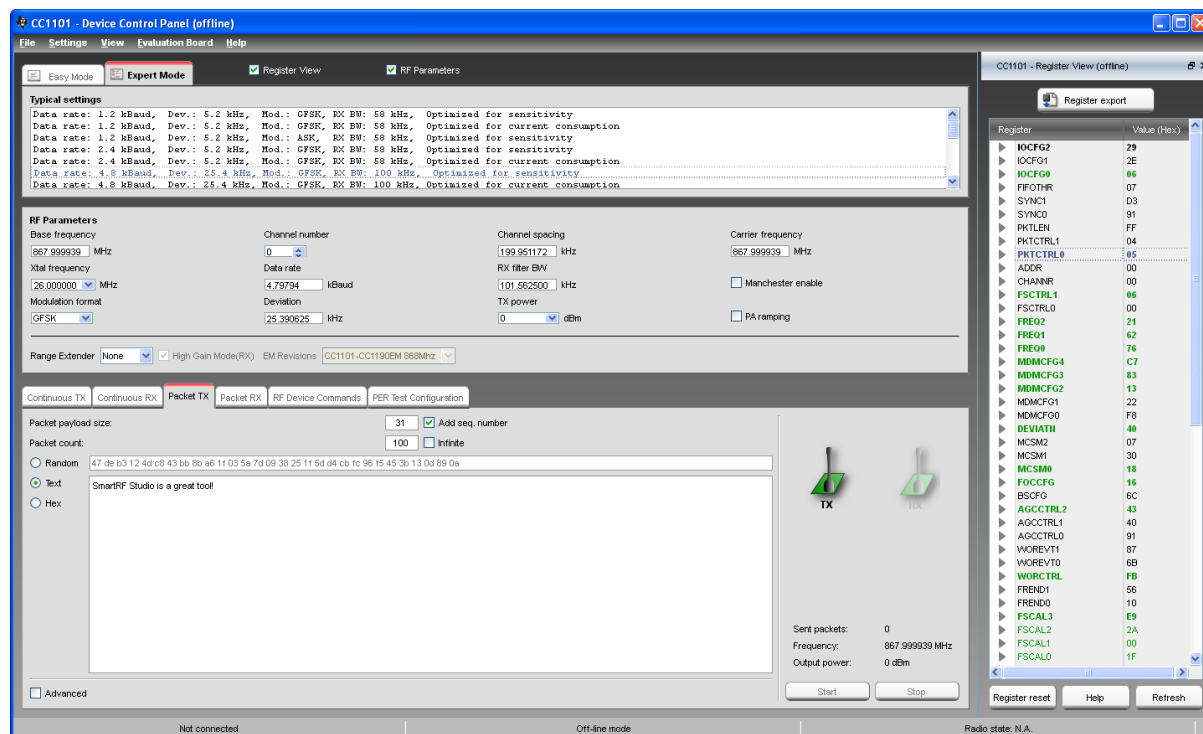 CC1101 - Device Control Panel (offline)
File Settings View Evaluation Board Help
Easy Mode Expert Mode Register View RF Parameters
Typical settings
Data rate: 1.2 kBaud, Dev.: 5.2 kHz, Mod.: GFSK, RX BW: 58 kHz, Optimized for sensitivity
Data rate: 1.2 kBaud, Dev.: 5.2 kHz, Mod.: GFSK, RX BW: 58 kHz, Optimized for current consumption
Data rate: 1.2 kBaud, Dev.: 5.2 kHz, Mod.: ASK, RX BW: 58 kHz, Optimized for sensitivity
Data rate: 2.4 kBaud, Dev.: 5.2 kHz, Mod.: GFSK, RX BW: 58 kHz, Optimized for sensitivity
Data rate: 2.4 kBaud, Dev.: 5.2 kHz, Mod.: GFSK, RX BW: 58 kHz, Optimized for current consumption
Data rate: 4.8 kBaud, Dev.: 25.4 kHz, Mod.: GFSK, RX BW: 100 kHz, Optimized for sensitivity
Data rate: 4.8 kBaud, Dev.: 25.4 kHz, Mod.: GFSK, RX BW: 100 kHz, Optimized for current consumption
RF Parameters
Base frequency Channel number Channel spacing Carrier frequency
867.999939 MHz 0 199.951172 kHz 867.999939 MHz
Xtal frequency Data rate RX filter BW
26.000000 MHz 4.79794 kBaud 101.562500 kHz Manchester enable
Modulation format Deviation TX power
GFSK 25.390625 kHz 0 dBm PA ramping
Range Extender None High Gain Mode(RX) EM Revisions CC1101-CC1190EM 868Mhz
Continuous TX Continuous RX Packet TX Packet RX RF Device Commands PER Test Configuration
Packet payload size: 31 Add seq. number
Packet count: 100 Infinite
Random 47 de b3 12 4d c8 43 bb 8b a6 1f 03 5a 7d 09 38 25 1f 5d d4 cb fc 96 f5 45 3b 13 0d 89 0a
Text SmartRF Studio is a great tool!
Hex
TX RX
Sent packets: 0
Frequency: 867.999939 MHz
Output power: 0 dBm
Advanced
Start Stop
CC1101 - Register View (offline)
Register export
Register Value (Hex)
IOCFG2 29
IOCFG1 2E
IOCFG0 06
FIFOTHR 07
SYNC1 D3
SYNC0 91
PKTLEN FF
PKTCTRL1 04
PKTCTRL0 05
ADDR 00
CHANNR 00
FSCTRL1 06
FSCTRL0 00
FREQ2 21
FREQ1 62
FREQ0 76
MDMCFG4 C7
MDMCFG3 83
MDMCFG2 13
MDMCFG1 22
MDMCFG0 F8
DEVIATN 40
MCSM2 07
MCSM1 30
MCSM0 18
FOCCFG 16
BSCFG 6C
AGCCTRL2 43
AGCCTRL1 40
AGCCTRL0 91
WOREVT1 87
WOREVT0 6B
WORCTRL FB
FREND1 56
FREND0 10
FSCAL3 E9
FSCAL2 2A
FSCAL1 00
FSCAL0 1F
Register reset Help Refresh
Not connected Off-line mode Radio state: N.A.